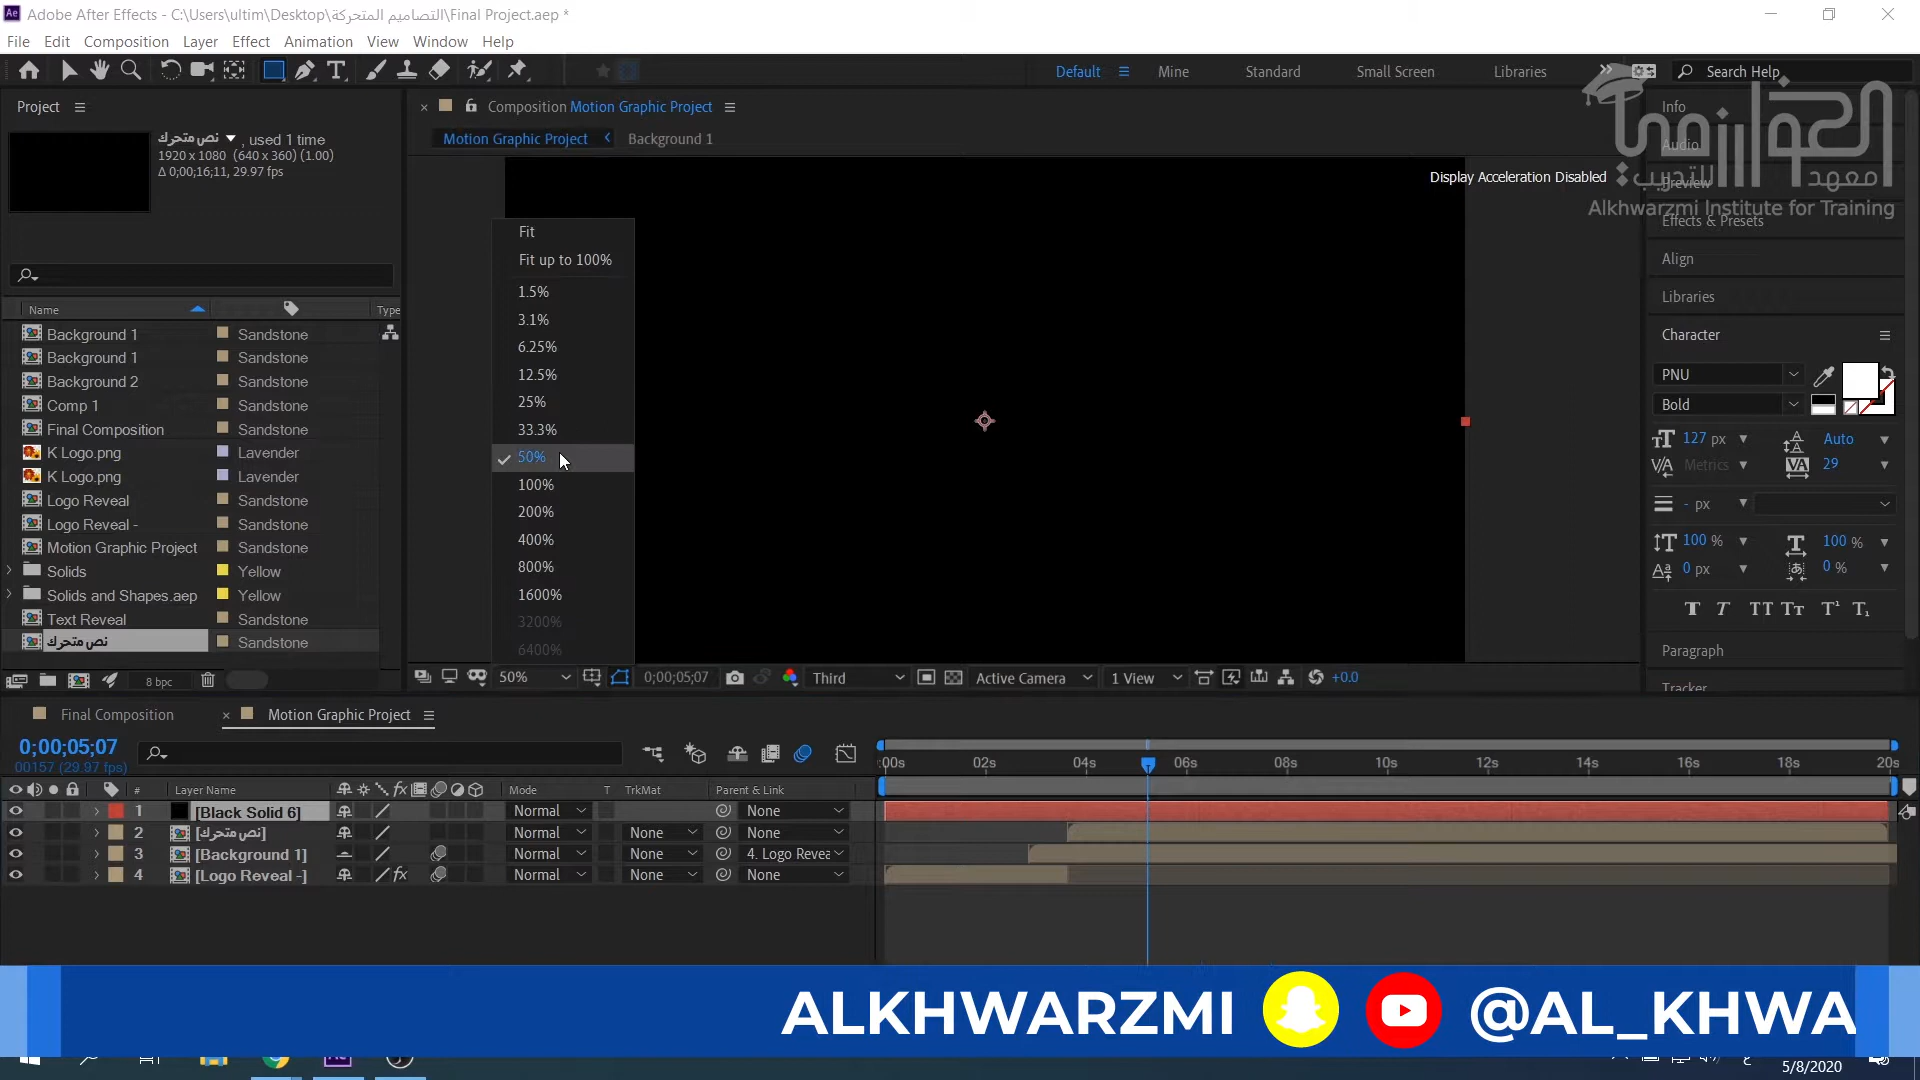 Adobe After Effects - C:\Users\ultim\Desktop\التصاميم المتحركة\Final Project.aep *
File Edit Composition Layer Effect Animation View Window Help
Default Mine Standard Small Screen Libraries Search Help
Project
نص متحرك , used 1 time
1920 x 1080 (640 x 360) (1.00)
Δ 0;00;16;11, 29.97 fps
Composition Motion Graphic Project
Motion Graphic Project Background 1
Display Acceleration Disabled
الخوارزمي
معهد للتدريب
Alkhwarzmi Institute for Training
Info
Audio
Preview
Effects & Presets
Align
Libraries
Character
PNU
Bold
127 px Auto
Metrics 29
- px
100 % 100 %
0 px 0 %
Paragraph
Tracker
Name Type
Background 1 Sandstone
Background 1 Sandstone
Background 2 Sandstone
Comp 1 Sandstone
Final Composition Sandstone
K Logo.png Lavender
K Logo.png Lavender
Logo Reveal Sandstone
Logo Reveal - Sandstone
Motion Graphic Project Sandstone
Solids Yellow
Solids and Shapes.aep Yellow
Text Reveal Sandstone
نص متحرك Sandstone
8 bpc
Fit
Fit up to 100%
1.5%
3.1%
6.25%
12.5%
25%
33.3%
50%
100%
200%
400%
800%
1600%
3200%
6400%
50% 0;00;05;07 Third Active Camera 1 View +0.0
Final Composition Motion Graphic Project
0;00;05;07
00157 (29.97 fps)
:00s 02s 04s 06s 08s 10s 12s 14s 16s 18s 20s
# Layer Name Mode T TrkMat Parent & Link
1 [Black Solid 6] Normal None
2 [نص متحرك] Normal None None
3 [Background 1] Normal None 4. Logo Revea
4 [Logo Reveal -] Normal None None
ALKHWARZMI @AL_KHWA
5/8/2020